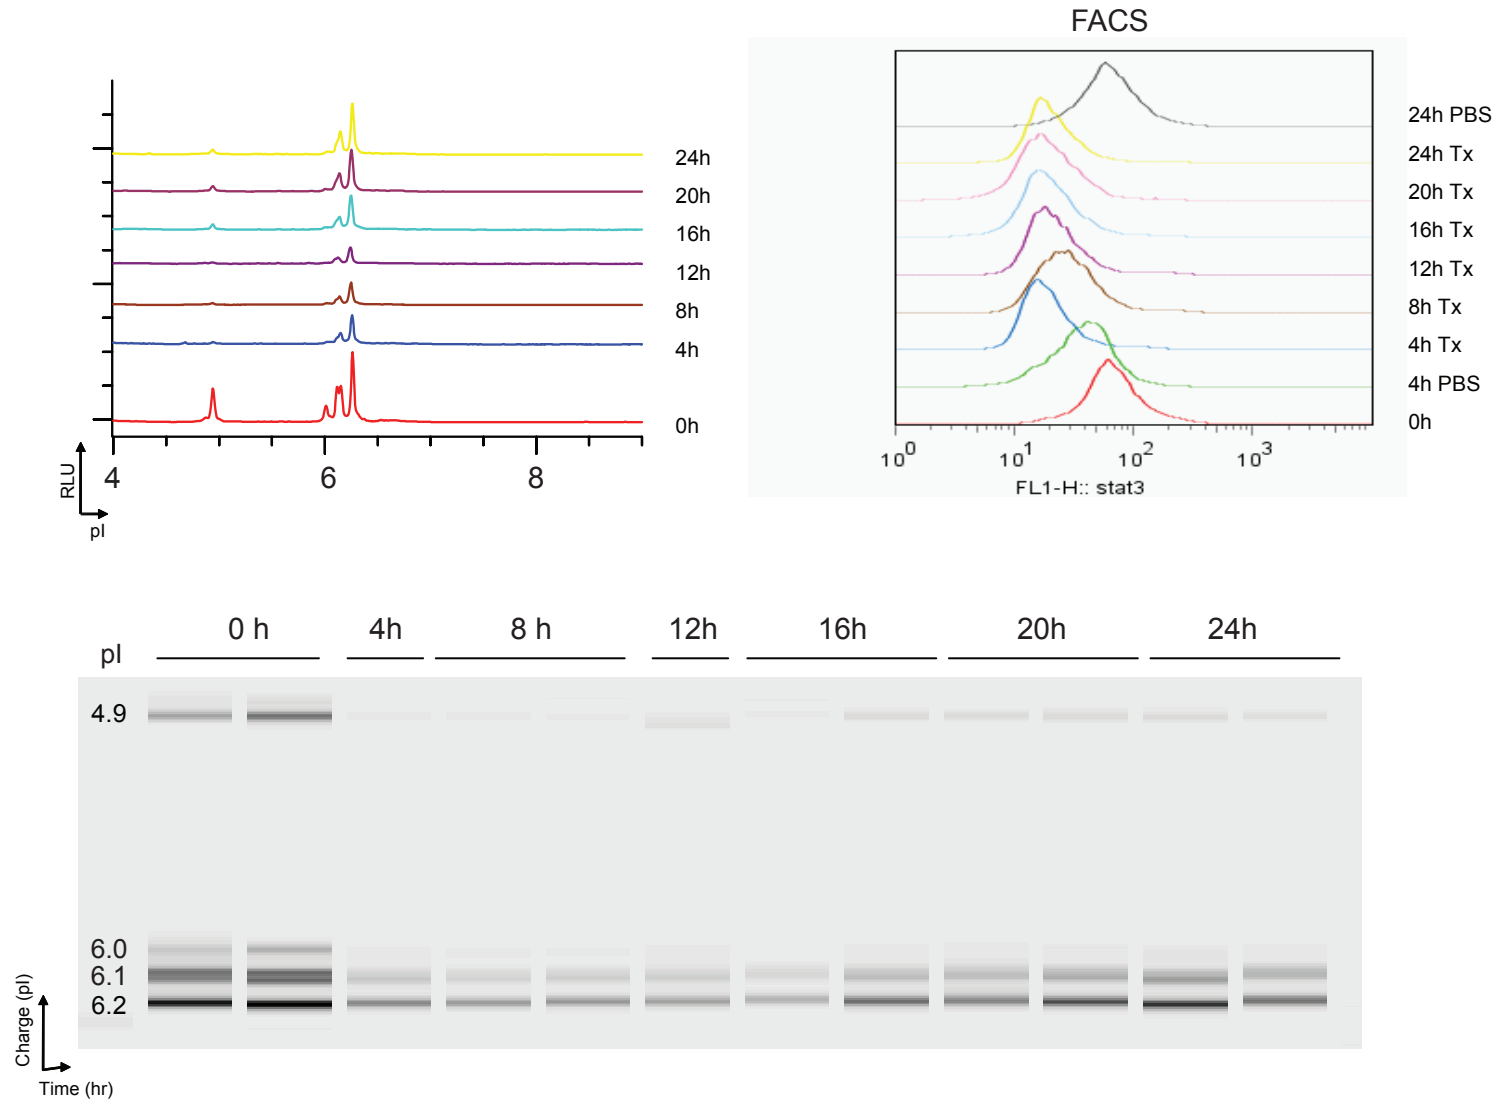 FACS
24h
20h
16h
12h
8h
4h
0h
4 6 8
RLU
pI
24h PBS
24h Tx
20h Tx
16h Tx
12h Tx
8h Tx
4h Tx
4h PBS
0h
10^0 10^1 10^2 10^3
FL1-H:: stat3
0 h 4h 8 h 12h 16h 20h 24h
pI
4.9
6.0
6.1
6.2
Charge (pI)
Time (hr)